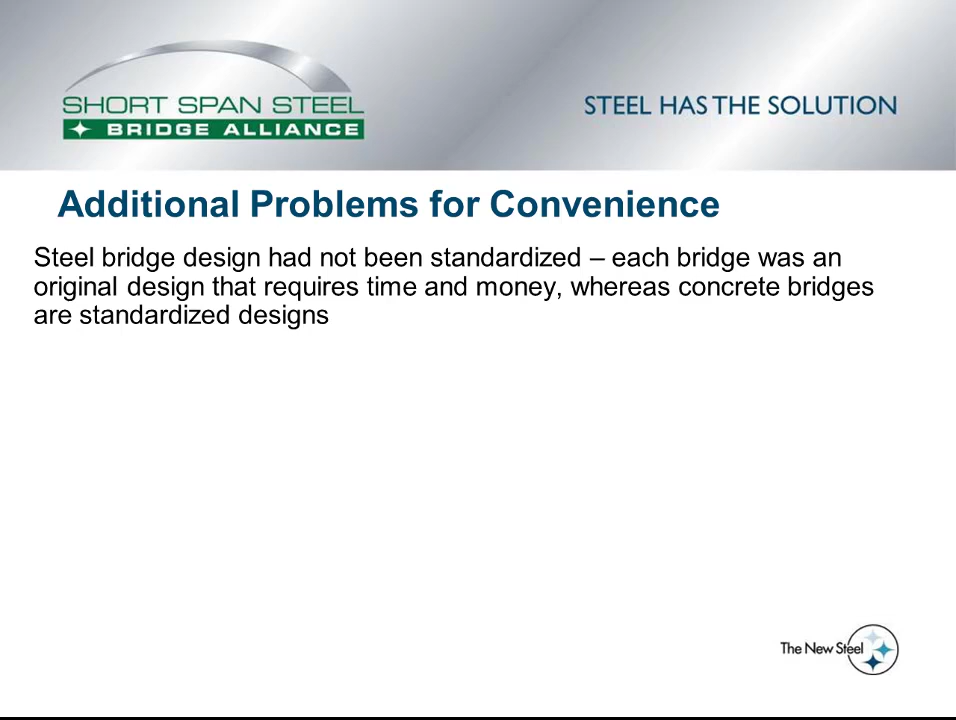 SHORT SPAN STEEL
BRIDGE ALLIANCE
STEEL HAS THE SOLUTION
Additional Problems for Convenience
Steel bridge design had not been standardized – each bridge was an
original design that requires time and money, whereas concrete bridges
are standardized designs
The New Steel